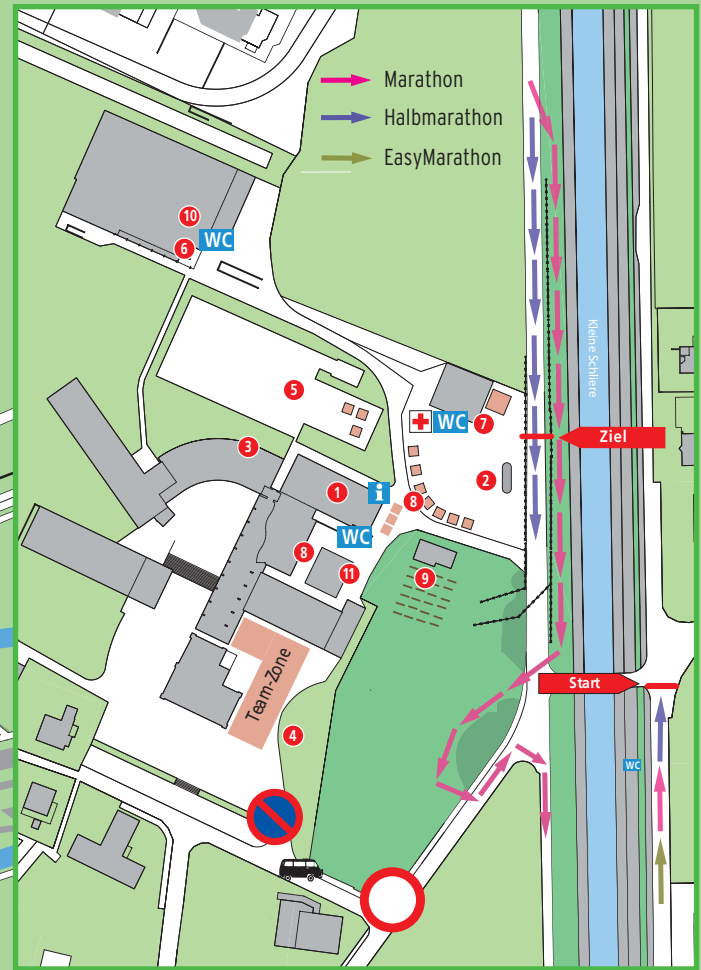 Marathon
Halbmarathon
EasyMarathon
10
6
WC
Kleine Schliere
5
WC
7
Ziel
3
2
1
i
8
WC
8
11
9
Team-Zone
Start
4
WC